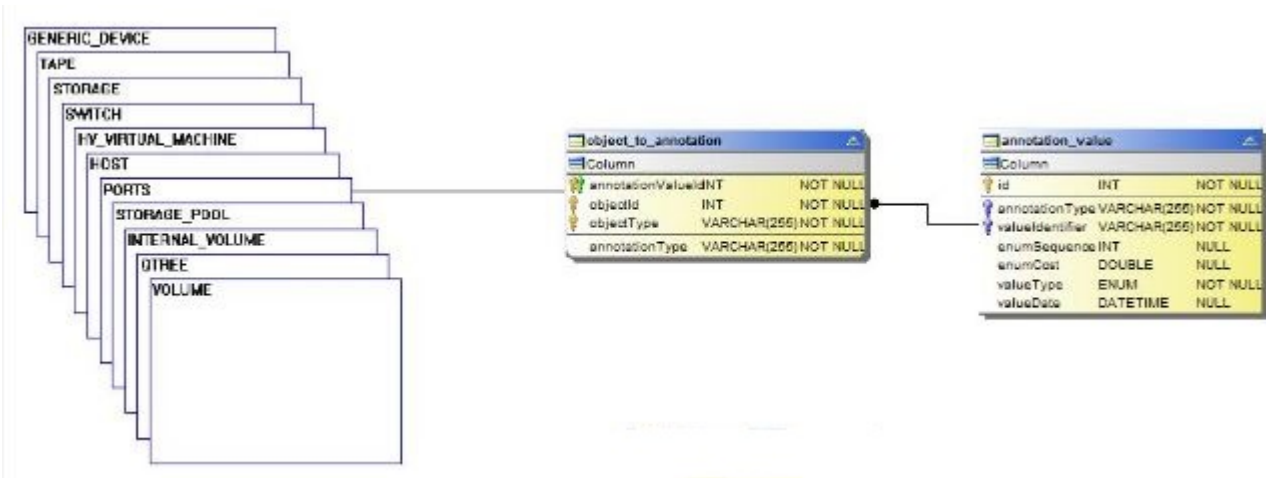 GENERIC_DEVICE
TAPE
STORAGE
SWITCH
HV_VIRTUAL_MACHINE
HOST
PORTS
STORAGE_POOL
INTERNAL_VOLUME
QTREE
VOLUME
object_to_annotation
Column
annotationValueId INT NOT NULL
objectId INT NOT NULL
objectType VARCHAR(255) NOT NULL
annotationType VARCHAR(255) NOT NULL
annotation_value
Column
id INT NOT NULL
annotationType VARCHAR(255) NOT NULL
valueIdentifier VARCHAR(255) NOT NULL
enumSequence INT NULL
enumCost DOUBLE NULL
valueType ENUM NOT NULL
valueDate DATETIME NULL